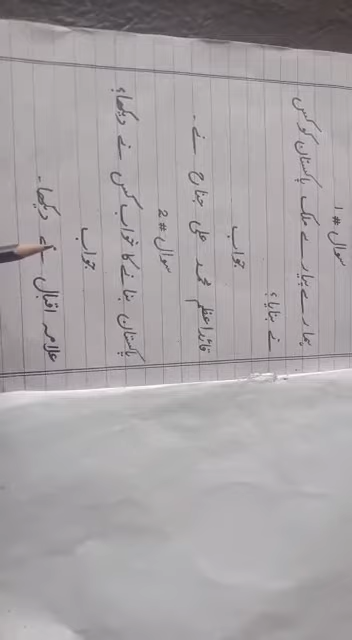 سوال #1
ہمارے پیارے ملک پاکستان کو کس
نے بنایا؟
جواب
قائداعظم محمد علی جناح نے۔
سوال #2
پاکستان بنانے کا خواب کس نے دیکھا؟
جواب
علامہ اقبال نے دیکھا۔